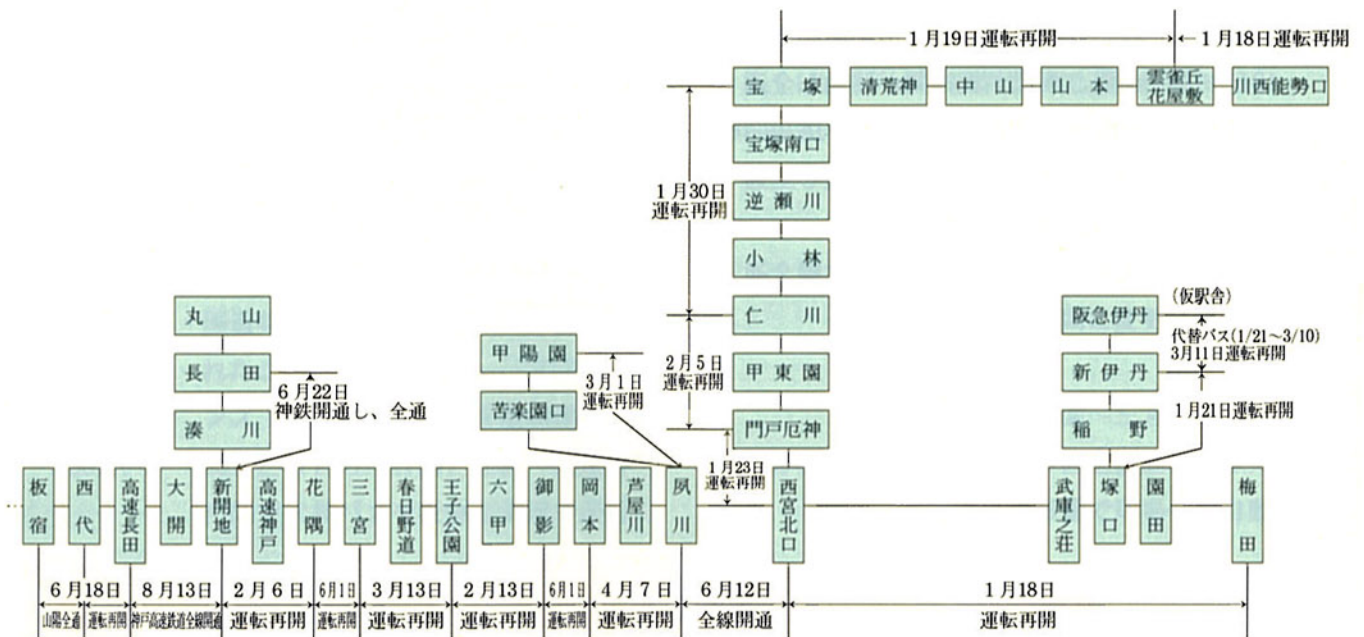 1月19日運転再開
1月18日運転再開
宝塚
清荒神
中山
山本
雲雀丘
花屋敷
川西能勢口
宝塚南口
1月30日
運転再開
逆瀬川
小林
仁川
2月5日
運転再開
甲東園
門戸厄神
1月23日
運転再開
丸山
長田
湊川
6月22日
神鉄開通し、全通
甲陽園
苦楽園口
3月1日
運転再開
阪急伊丹
(仮駅舎)
代替バス(1/21~3/10)
3月11日運転再開
新伊丹
1月21日運転再開
稲野
板宿
西代
高速長田
大開
新開地
高速神戸
花隈
三宮
春日野道
王子公園
六甲
御影
岡本
芦屋川
夙川
西宮北口
武庫之荘
塚口
園田
梅田
6月18日
山陽全通
運転再開
8月13日
神戸高速鉄道全線開通
2月6日
運転再開
6月1日
運転再開
3月13日
運転再開
2月13日
運転再開
6月1日
運転再開
4月7日
運転再開
6月12日
全線開通
1月18日
運転再開